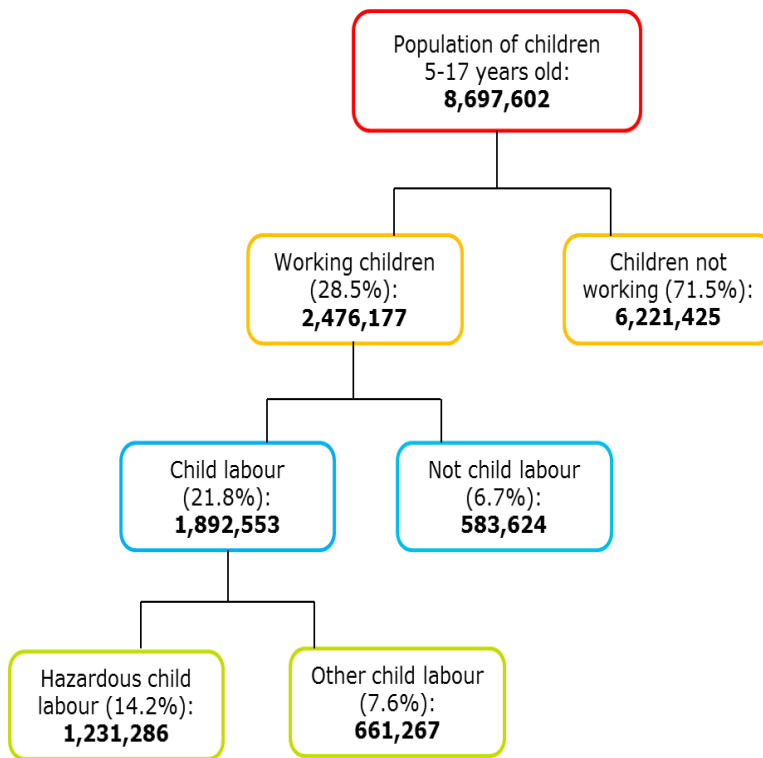 Population of children
5-17 years old:
8,697,602
Working children
(28.5%):
2,476,177
Children not
working (71.5%):
6,221,425
Child labour
(21.8%):
1,892,553
Not child labour
(6.7%):
583,624
Hazardous child
labour (14.2%):
1,231,286
Other child labour
(7.6%):
661,267